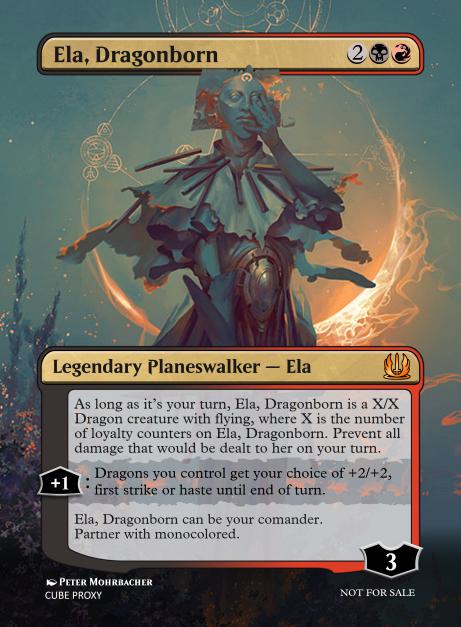 Ela, Dragonborn 2
Legendary Planeswalker — Ela
As long as it's your turn, Ela, Dragonborn is a X/X
Dragon creature with flying, where X is the number
of loyalty counters on Ela, Dragonborn. Prevent all
damage that would be dealt to her on your turn.
+1 : Dragons you control get your choice of +2/+2,
first strike or haste until end of turn.
Ela, Dragonborn can be your comander.
Partner with monocolored.
3
Peter Mohrbacher
CUBE PROXY
NOT FOR SALE